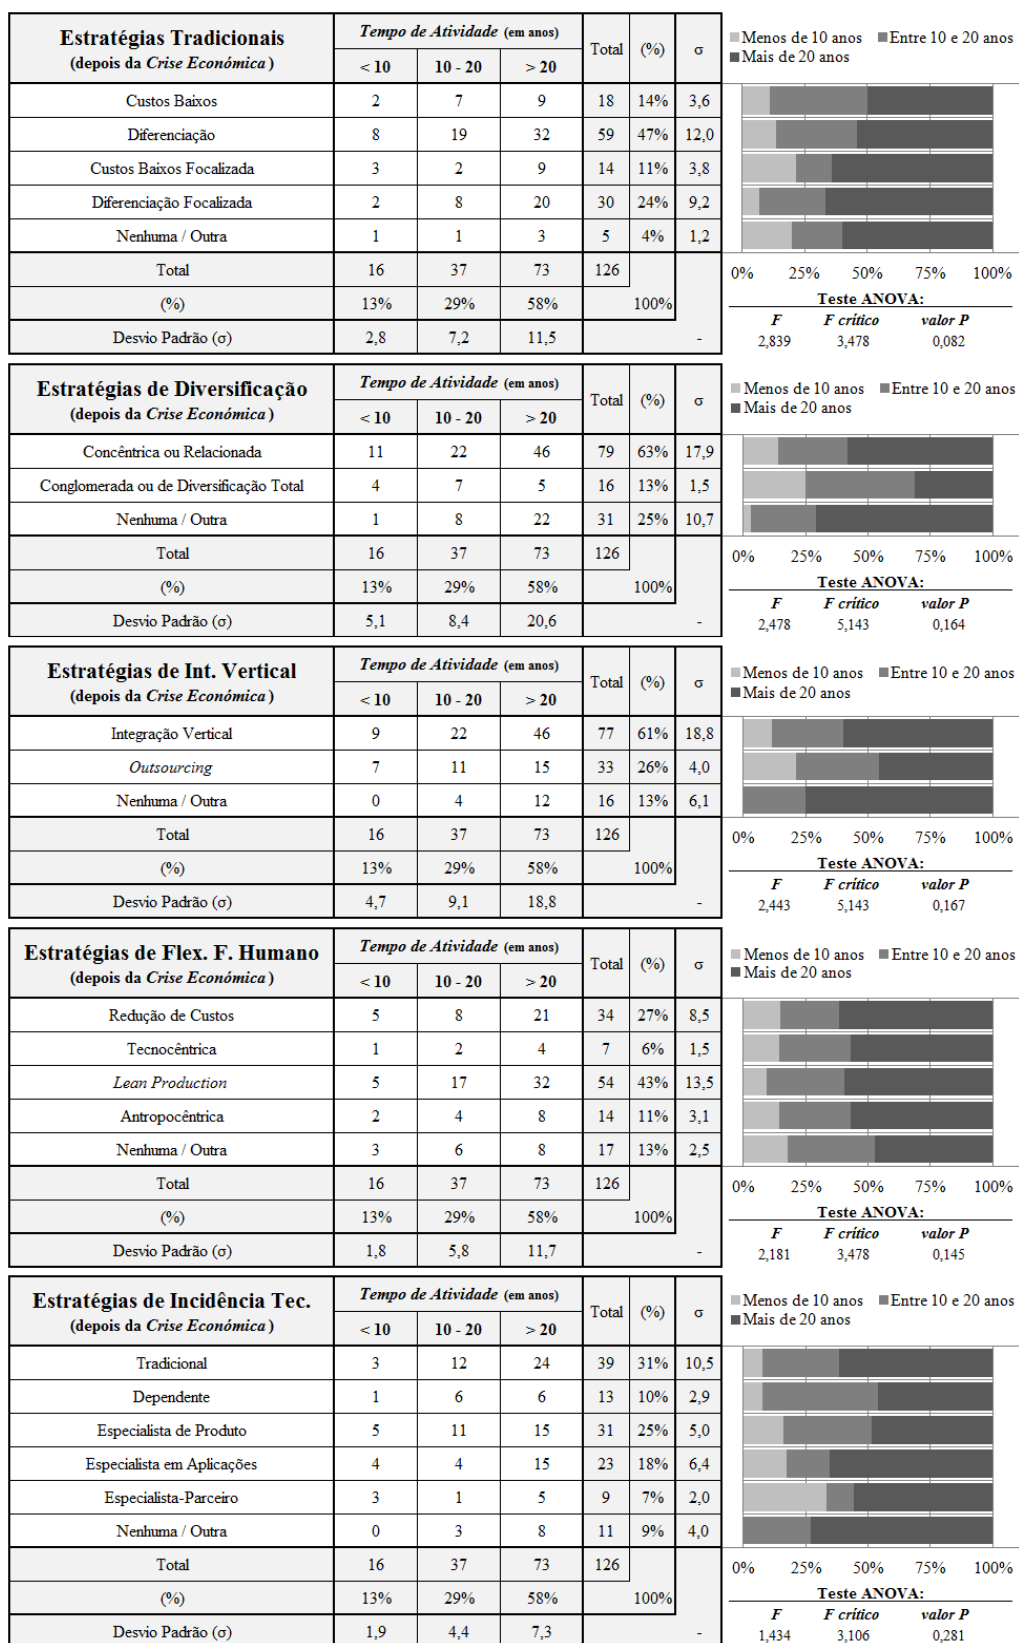 Estratégias Tradicionais
(depois da Crise Económica)
Tempo de Atividade (em anos)
Total (%) σ
< 10 10 - 20 > 20
Custos Baixos 2 7 9 18 14% 3,6
Diferenciação 8 19 32 59 47% 12,0
Custos Baixos Focalizada 3 2 9 14 11% 3,8
Diferenciação Focalizada 2 8 20 30 24% 9,2
Nenhuma / Outra 1 1 3 5 4% 1,2
Total 16 37 73 126
(%) 13% 29% 58% 100%
Desvio Padrão (σ) 2,8 7,2 11,5 -
Menos de 10 anos Entre 10 e 20 anos
Mais de 20 anos
0% 25% 50% 75% 100%
Teste ANOVA:
F F crítico valor P
2,839 3,478 0,082
Estratégias de Diversificação
(depois da Crise Económica)
Tempo de Atividade (em anos)
Total (%) σ
< 10 10 - 20 > 20
Concêntrica ou Relacionada 11 22 46 79 63% 17,9
Conglomerada ou de Diversificação Total 4 7 5 16 13% 1,5
Nenhuma / Outra 1 8 22 31 25% 10,7
Total 16 37 73 126
(%) 13% 29% 58% 100%
Desvio Padrão (σ) 5,1 8,4 20,6 -
Menos de 10 anos Entre 10 e 20 anos
Mais de 20 anos
0% 25% 50% 75% 100%
Teste ANOVA:
F F crítico valor P
2,478 5,143 0,164
Estratégias de Int. Vertical
(depois da Crise Económica)
Tempo de Atividade (em anos)
Total (%) σ
< 10 10 - 20 > 20
Integração Vertical 9 22 46 77 61% 18,8
Outsourcing 7 11 15 33 26% 4,0
Nenhuma / Outra 0 4 12 16 13% 6,1
Total 16 37 73 126
(%) 13% 29% 58% 100%
Desvio Padrão (σ) 4,7 9,1 18,8 -
Menos de 10 anos Entre 10 e 20 anos
Mais de 20 anos
0% 25% 50% 75% 100%
Teste ANOVA:
F F crítico valor P
2,443 5,143 0,167
Estratégias de Flex. F. Humano
(depois da Crise Económica)
Tempo de Atividade (em anos)
Total (%) σ
< 10 10 - 20 > 20
Redução de Custos 5 8 21 34 27% 8,5
Tecnocêntrica 1 2 4 7 6% 1,5
Lean Production 5 17 32 54 43% 13,5
Antropocêntrica 2 4 8 14 11% 3,1
Nenhuma / Outra 3 6 8 17 13% 2,5
Total 16 37 73 126
(%) 13% 29% 58% 100%
Desvio Padrão (σ) 1,8 5,8 11,7 -
Menos de 10 anos Entre 10 e 20 anos
Mais de 20 anos
0% 25% 50% 75% 100%
Teste ANOVA:
F F crítico valor P
2,181 3,478 0,145
Estratégias de Incidência Tec.
(depois da Crise Económica)
Tempo de Atividade (em anos)
Total (%) σ
< 10 10 - 20 > 20
Tradicional 3 12 24 39 31% 10,5
Dependente 1 6 6 13 10% 2,9
Especialista de Produto 5 11 15 31 25% 5,0
Especialista em Aplicações 4 4 15 23 18% 6,4
Especialista-Parceiro 3 1 5 9 7% 2,0
Nenhuma / Outra 0 3 8 11 9% 4,0
Total 16 37 73 126
(%) 13% 29% 58% 100%
Desvio Padrão (σ) 1,9 4,4 7,3 -
Menos de 10 anos Entre 10 e 20 anos
Mais de 20 anos
0% 25% 50% 75% 100%
Teste ANOVA:
F F crítico valor P
1,434 3,106 0,281